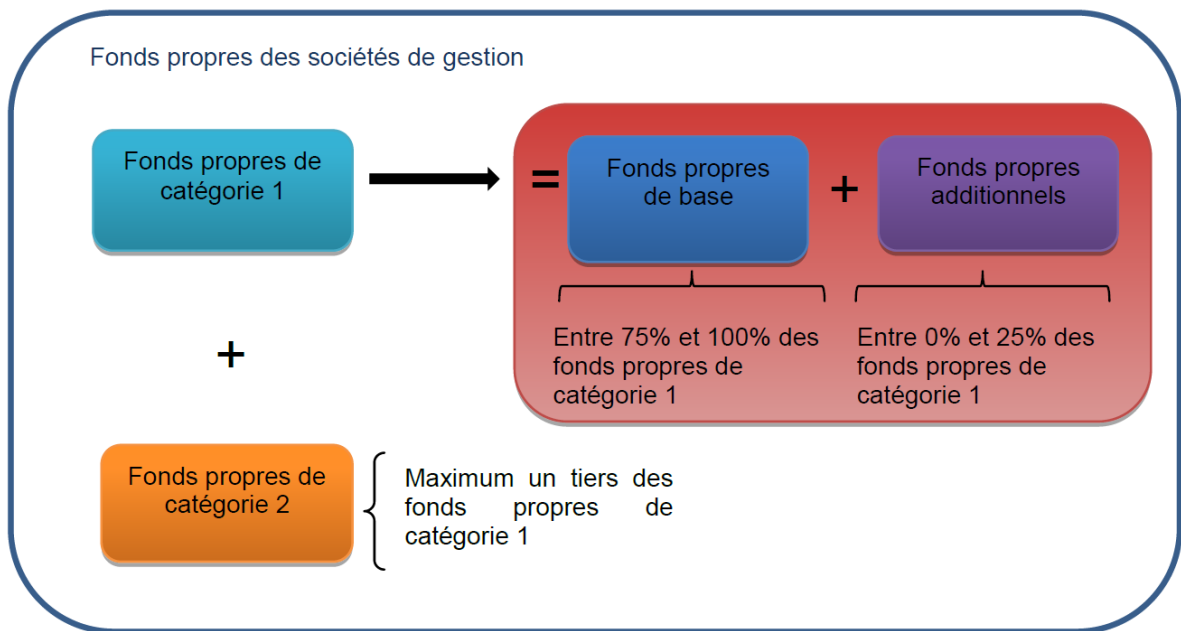 Fonds propres des sociétés de gestion
Fonds propres de
catégorie 1
=
Fonds propres
de base
+
Fonds propres
additionnels
Entre 75% et 100% des
fonds propres de
catégorie 1
Entre 0% et 25% des
fonds propres de
catégorie 1
+
Fonds propres de
catégorie 2
Maximum un tiers des
fonds propres de
catégorie 1